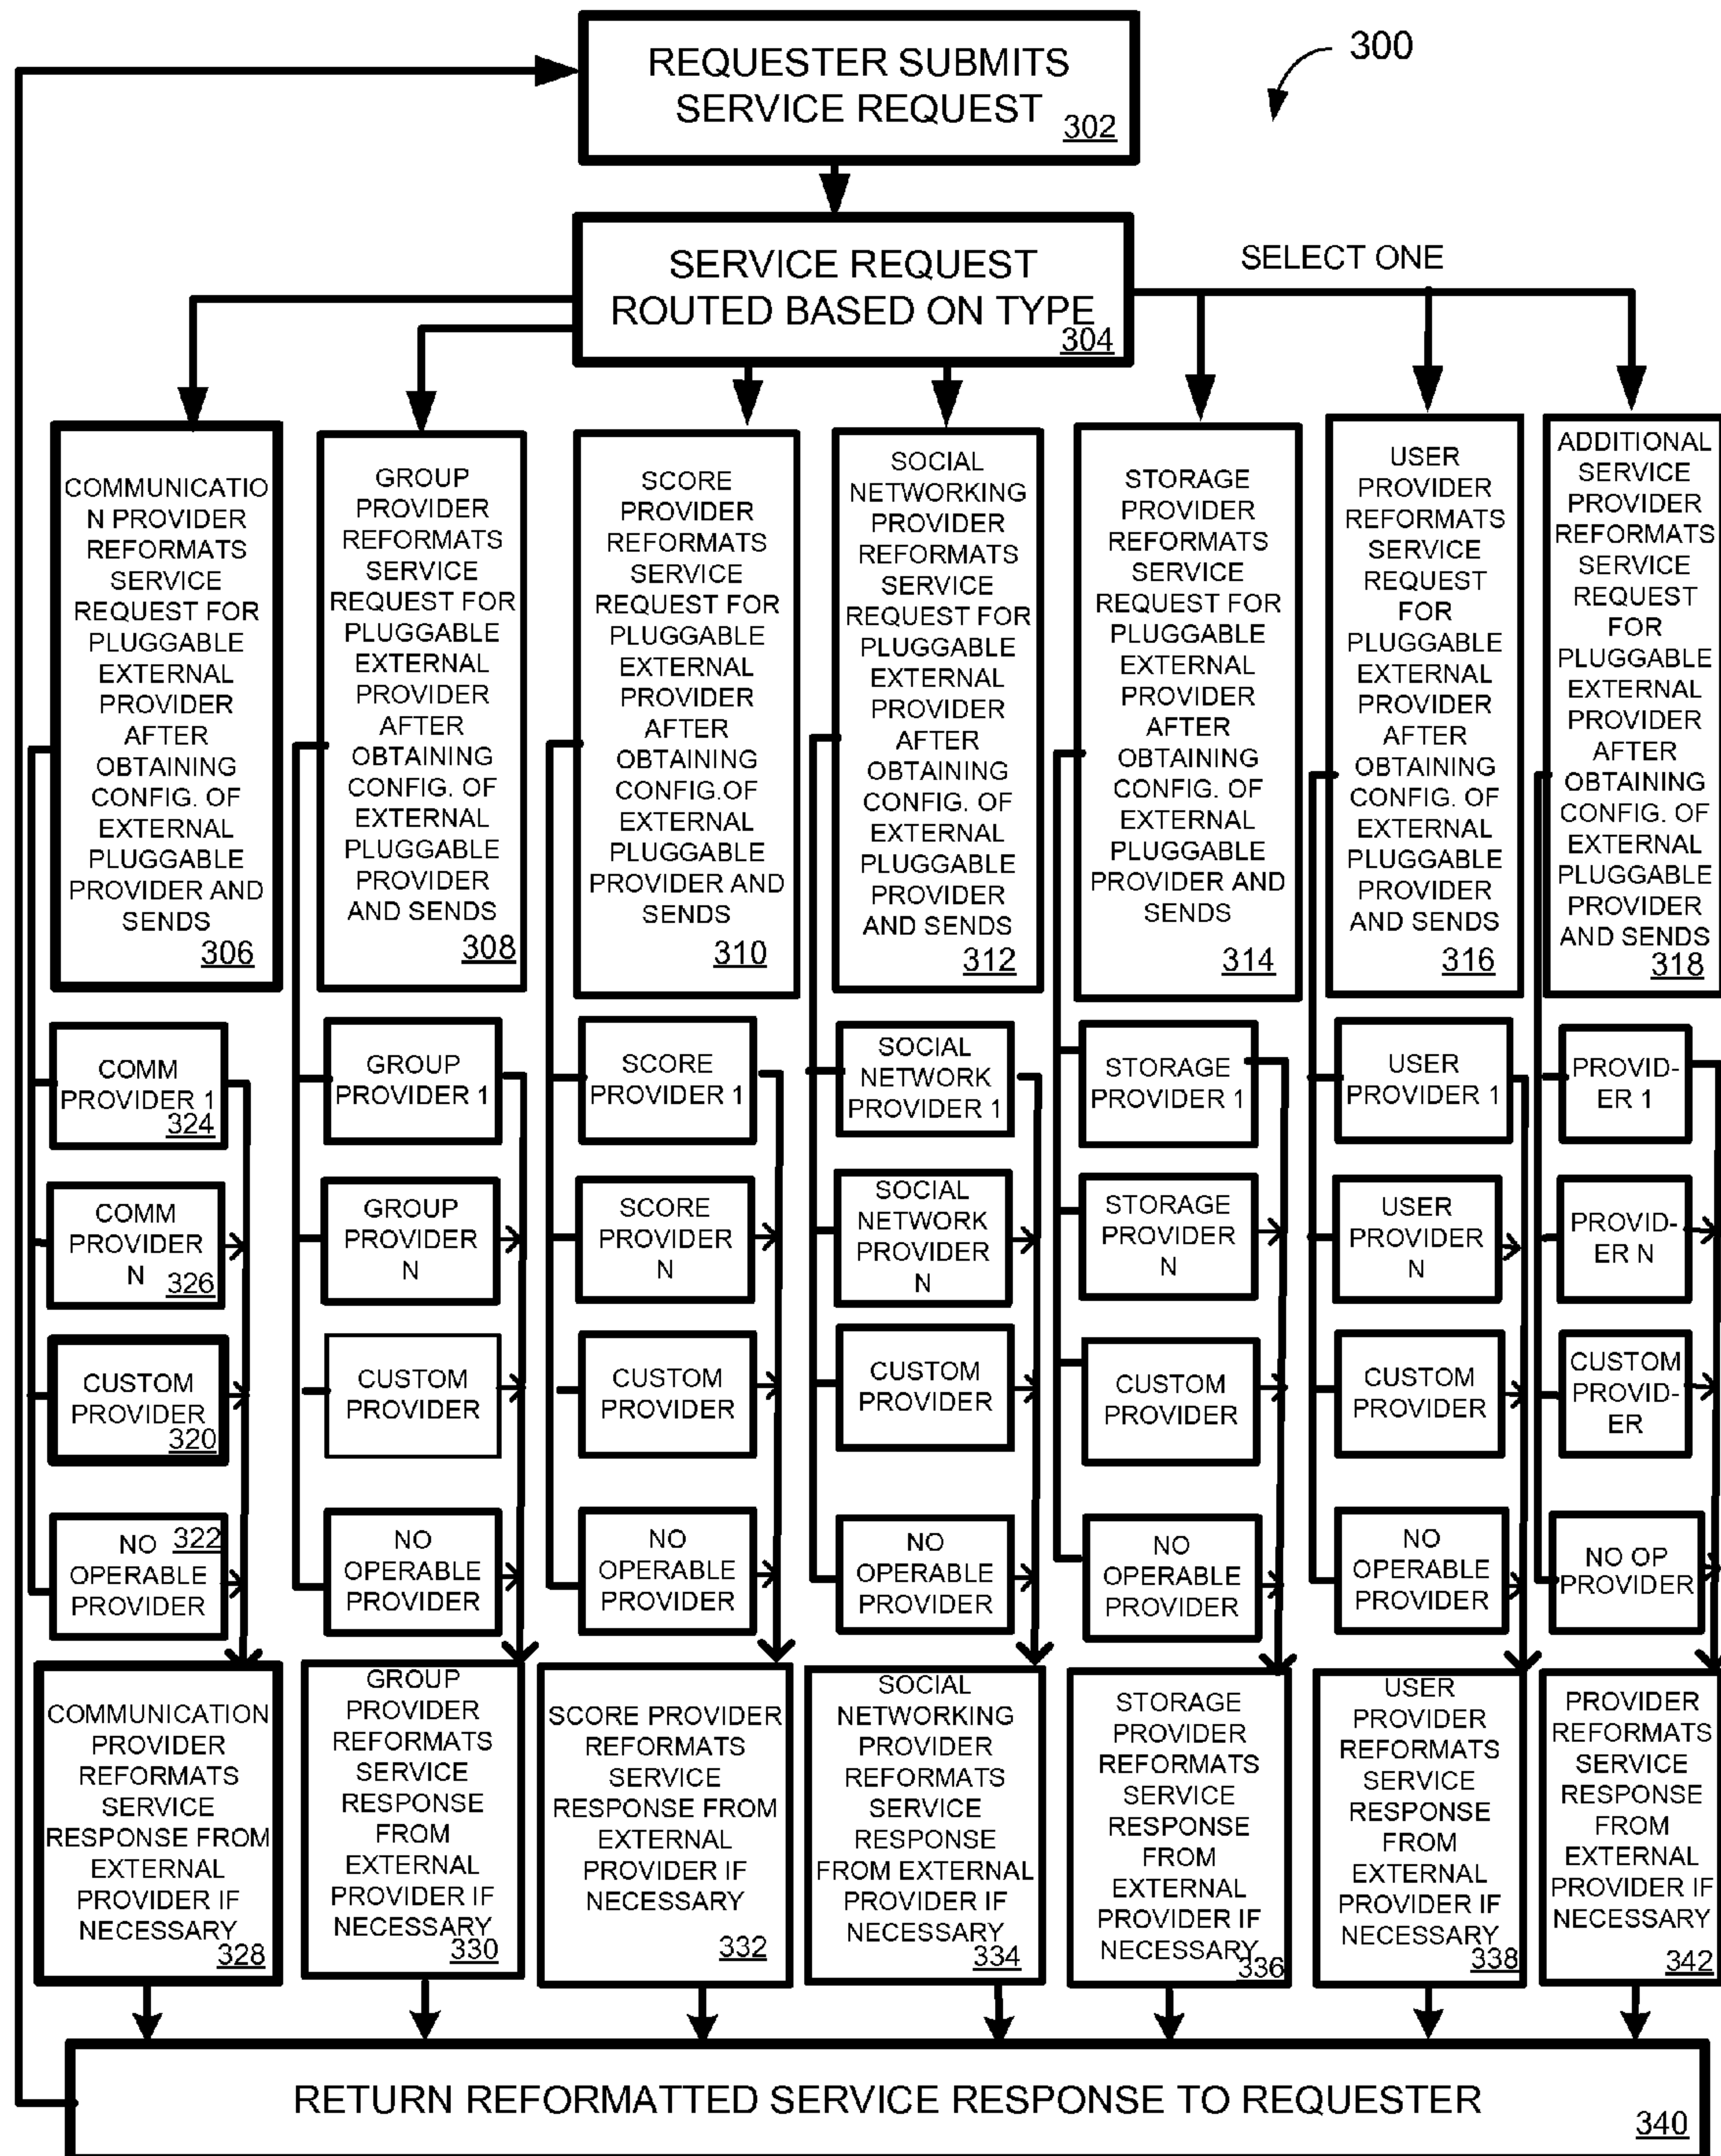 300
REQUESTER SUBMITS
SERVICE REQUEST
302
SERVICE REQUEST
ROUTED BASED ON TYPE
304
SELECT ONE
COMMUNICATIO
N PROVIDER
REFORMATS
SERVICE
REQUEST FOR
PLUGGABLE
EXTERNAL
PROVIDER
AFTER
OBTAINING
CONFIG. OF
EXTERNAL
PLUGGABLE
PROVIDER AND
SENDS
306
GROUP
PROVIDER
REFORMATS
SERVICE
REQUEST FOR
PLUGGABLE
EXTERNAL
PROVIDER
AFTER
OBTAINING
CONFIG. OF
EXTERNAL
PLUGGABLE
PROVIDER
AND SENDS
308
SCORE
PROVIDER
REFORMATS
SERVICE
REQUEST FOR
PLUGGABLE
EXTERNAL
PROVIDER
AFTER
OBTAINING
CONFIG.OF
EXTERNAL
PLUGGABLE
PROVIDER AND
SENDS
310
SOCIAL
NETWORKING
PROVIDER
REFORMATS
SERVICE
REQUEST FOR
PLUGGABLE
EXTERNAL
PROVIDER
AFTER
OBTAINING
CONFIG. OF
EXTERNAL
PLUGGABLE
PROVIDER
AND SENDS
312
STORAGE
PROVIDER
REFORMATS
SERVICE
REQUEST FOR
PLUGGABLE
EXTERNAL
PROVIDER
AFTER
OBTAINING
CONFIG. OF
EXTERNAL
PLUGGABLE
PROVIDER AND
SENDS
314
USER
PROVIDER
REFORMATS
SERVICE
REQUEST
FOR
PLUGGABLE
EXTERNAL
PROVIDER
AFTER
OBTAINING
CONFIG. OF
EXTERNAL
PLUGGABLE
PROVIDER
AND SENDS
316
ADDITIONAL
SERVICE
PROVIDER
REFORMATS
SERVICE
REQUEST
FOR
PLUGGABLE
EXTERNAL
PROVIDER
AFTER
OBTAINING
CONFIG. OF
EXTERNAL
PLUGGABLE
PROVIDER
AND SENDS
318
COMM
PROVIDER 1
324
GROUP
PROVIDER 1
SCORE
PROVIDER 1
SOCIAL
NETWORK
PROVIDER 1
STORAGE
PROVIDER 1
USER
PROVIDER 1
PROVID-
ER 1
COMM
PROVIDER
N
326
GROUP
PROVIDER
N
SCORE
PROVIDER
N
SOCIAL
NETWORK
PROVIDER
N
STORAGE
PROVIDER
N
USER
PROVIDER
N
PROVID-
ER N
CUSTOM
PROVIDER
320
CUSTOM
PROVIDER
CUSTOM
PROVIDER
CUSTOM
PROVIDER
CUSTOM
PROVIDER
CUSTOM
PROVIDER
CUSTOM
PROVID-
ER
NO 322
OPERABLE
PROVIDER
NO
OPERABLE
PROVIDER
NO
OPERABLE
PROVIDER
NO
OPERABLE
PROVIDER
NO
OPERABLE
PROVIDER
NO
OPERABLE
PROVIDER
NO OP
PROVIDER
COMMUNICATION
PROVIDER
REFORMATS
SERVICE
RESPONSE FROM
EXTERNAL
PROVIDER IF
NECESSARY
328
GROUP
PROVIDER
REFORMATS
SERVICE
RESPONSE
FROM
EXTERNAL
PROVIDER IF
NECESSARY
330
SCORE PROVIDER
REFORMATS
SERVICE
RESPONSE FROM
EXTERNAL
PROVIDER IF
NECESSARY
332
SOCIAL
NETWORKING
PROVIDER
REFORMATS
SERVICE
RESPONSE
FROM EXTERNAL
PROVIDER IF
NECESSARY
334
STORAGE
PROVIDER
REFORMATS
SERVICE
RESPONSE
FROM
EXTERNAL
PROVIDER IF
NECESSARY
336
USER
PROVIDER
REFORMATS
SERVICE
RESPONSE
FROM
EXTERNAL
PROVIDER IF
NECESSARY
338
PROVIDER
REFORMATS
SERVICE
RESPONSE
FROM
EXTERNAL
PROVIDER IF
NECESSARY
342
RETURN REFORMATTED SERVICE RESPONSE TO REQUESTER
340